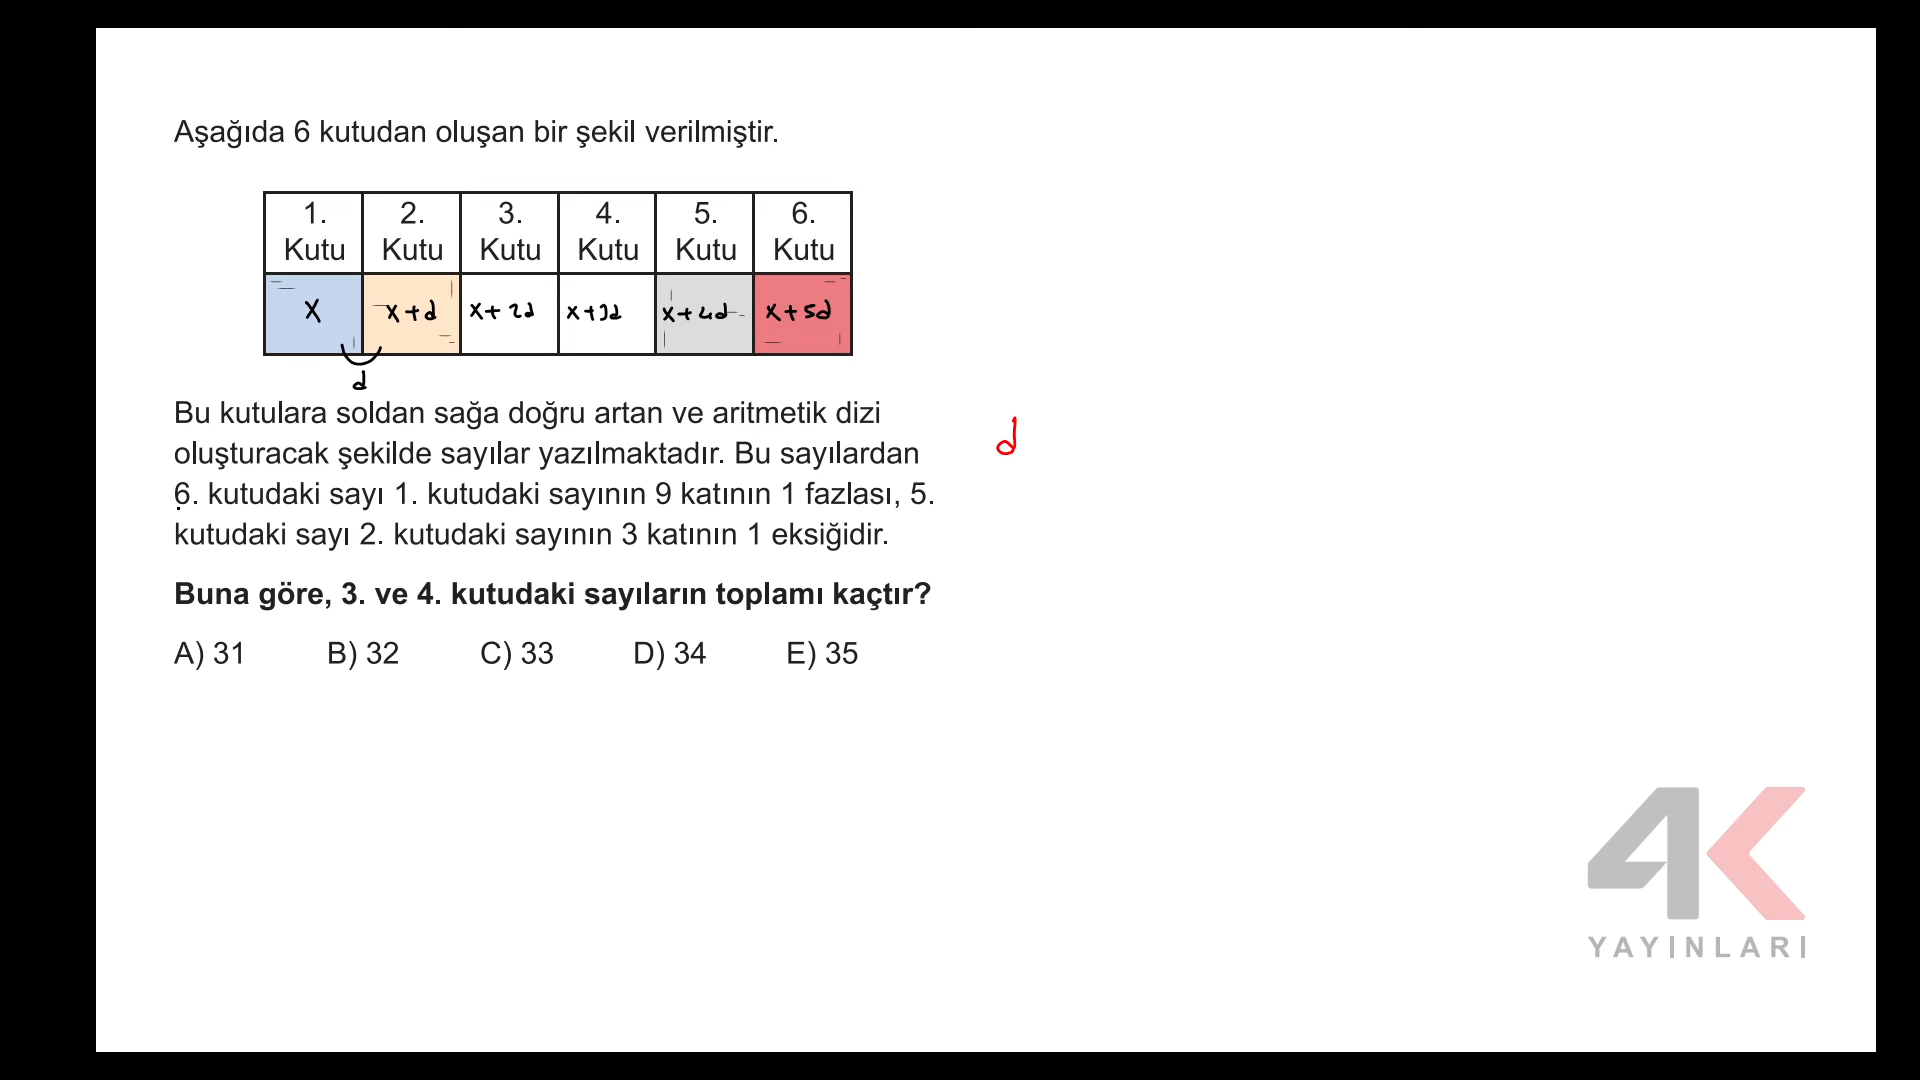 Aşağıda 6 kutudan oluşan bir şekil verilmiştir.
1. 2. 3. 4. 5. 6.
Kutu Kutu Kutu Kutu Kutu Kutu
x x+d x+2d x+3d x+4d x+5d
d
Bu kutulara soldan sağa doğru artan ve aritmetik dizi
oluşturacak şekilde sayılar yazılmaktadır. Bu sayılardan
6. kutudaki sayı 1. kutudaki sayının 9 katının 1 fazlası, 5.
kutudaki sayı 2. kutudaki sayının 3 katının 1 eksiğidir.
d
Buna göre, 3. ve 4. kutudaki sayıların toplamı kaçtır?
A) 31 B) 32 C) 33 D) 34 E) 35
4K
YAYINLARI